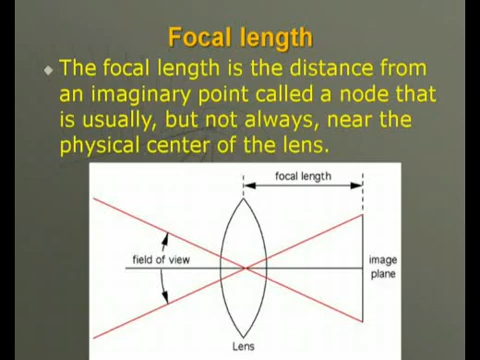 Focal length
The focal length is the distance from
an imaginary point called a node that
is usually, but not always, near the
physical center of the lens.
focal length
field of view
image
plane
Lens